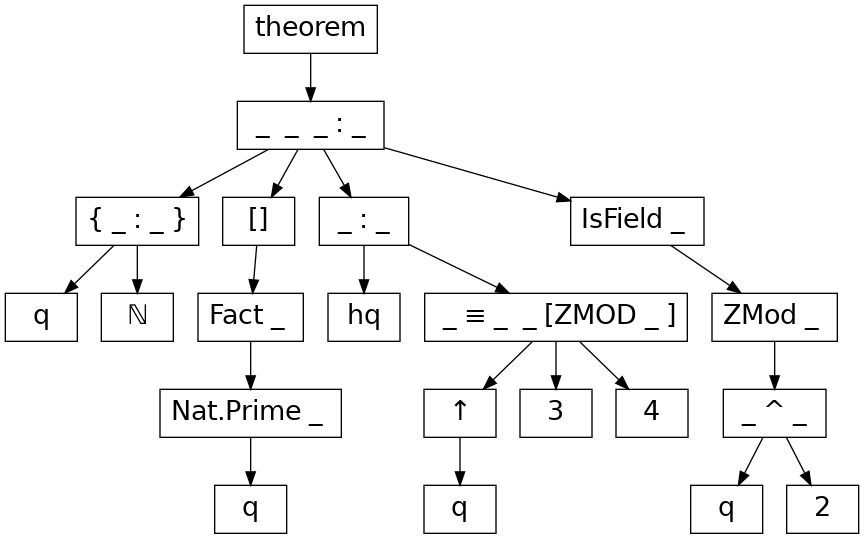 theorem
_ _ _ : _
{ _ : _ } [] _ : _ IsField _
q ℕ Fact _ hq _ ≡ _ _ [ZMOD _ ] ZMod _
Nat.Prime _ ↑ 3 4 _ ^ _
q q q 2